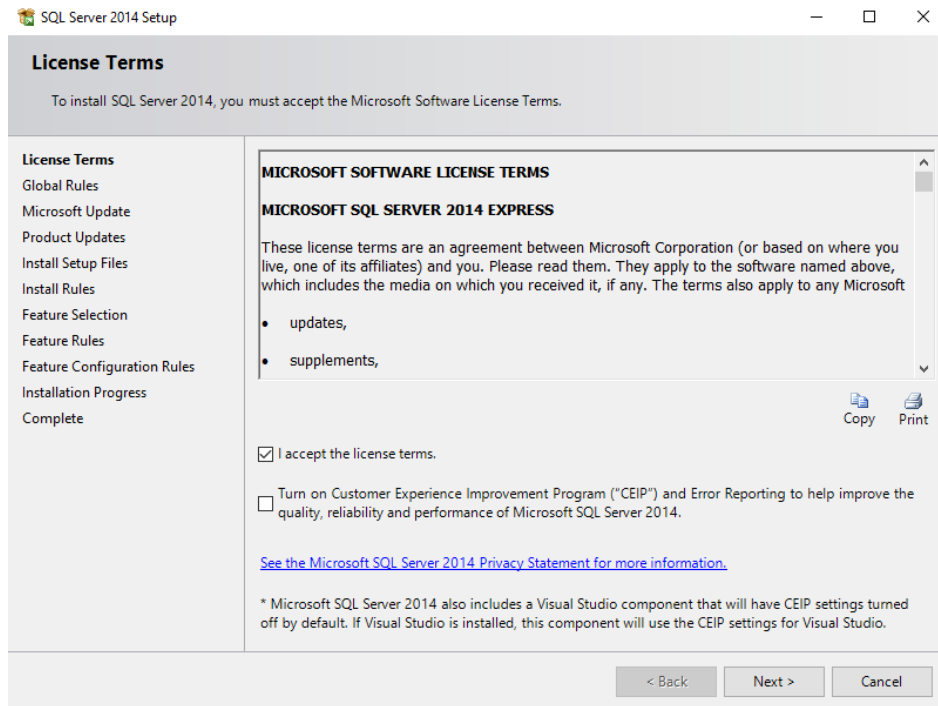 SQL Server 2014 Setup
License Terms
To install SQL Server 2014, you must accept the Microsoft Software License Terms.
License Terms
Global Rules
Microsoft Update
Product Updates
Install Setup Files
Install Rules
Feature Selection
Feature Rules
Feature Configuration Rules
Installation Progress
Complete
MICROSOFT SOFTWARE LICENSE TERMS
MICROSOFT SQL SERVER 2014 EXPRESS
These license terms are an agreement between Microsoft Corporation (or based on where you
live, one of its affiliates) and you. Please read them. They apply to the software named above,
which includes the media on which you received it, if any. The terms also apply to any Microsoft
• updates,
• supplements,
Copy Print
I accept the license terms.
Turn on Customer Experience Improvement Program ("CEIP") and Error Reporting to help improve the
quality, reliability and performance of Microsoft SQL Server 2014.
See the Microsoft SQL Server 2014 Privacy Statement for more information.
* Microsoft SQL Server 2014 also includes a Visual Studio component that will have CEIP settings turned
off by default. If Visual Studio is installed, this component will use the CEIP settings for Visual Studio.
< Back Next > Cancel